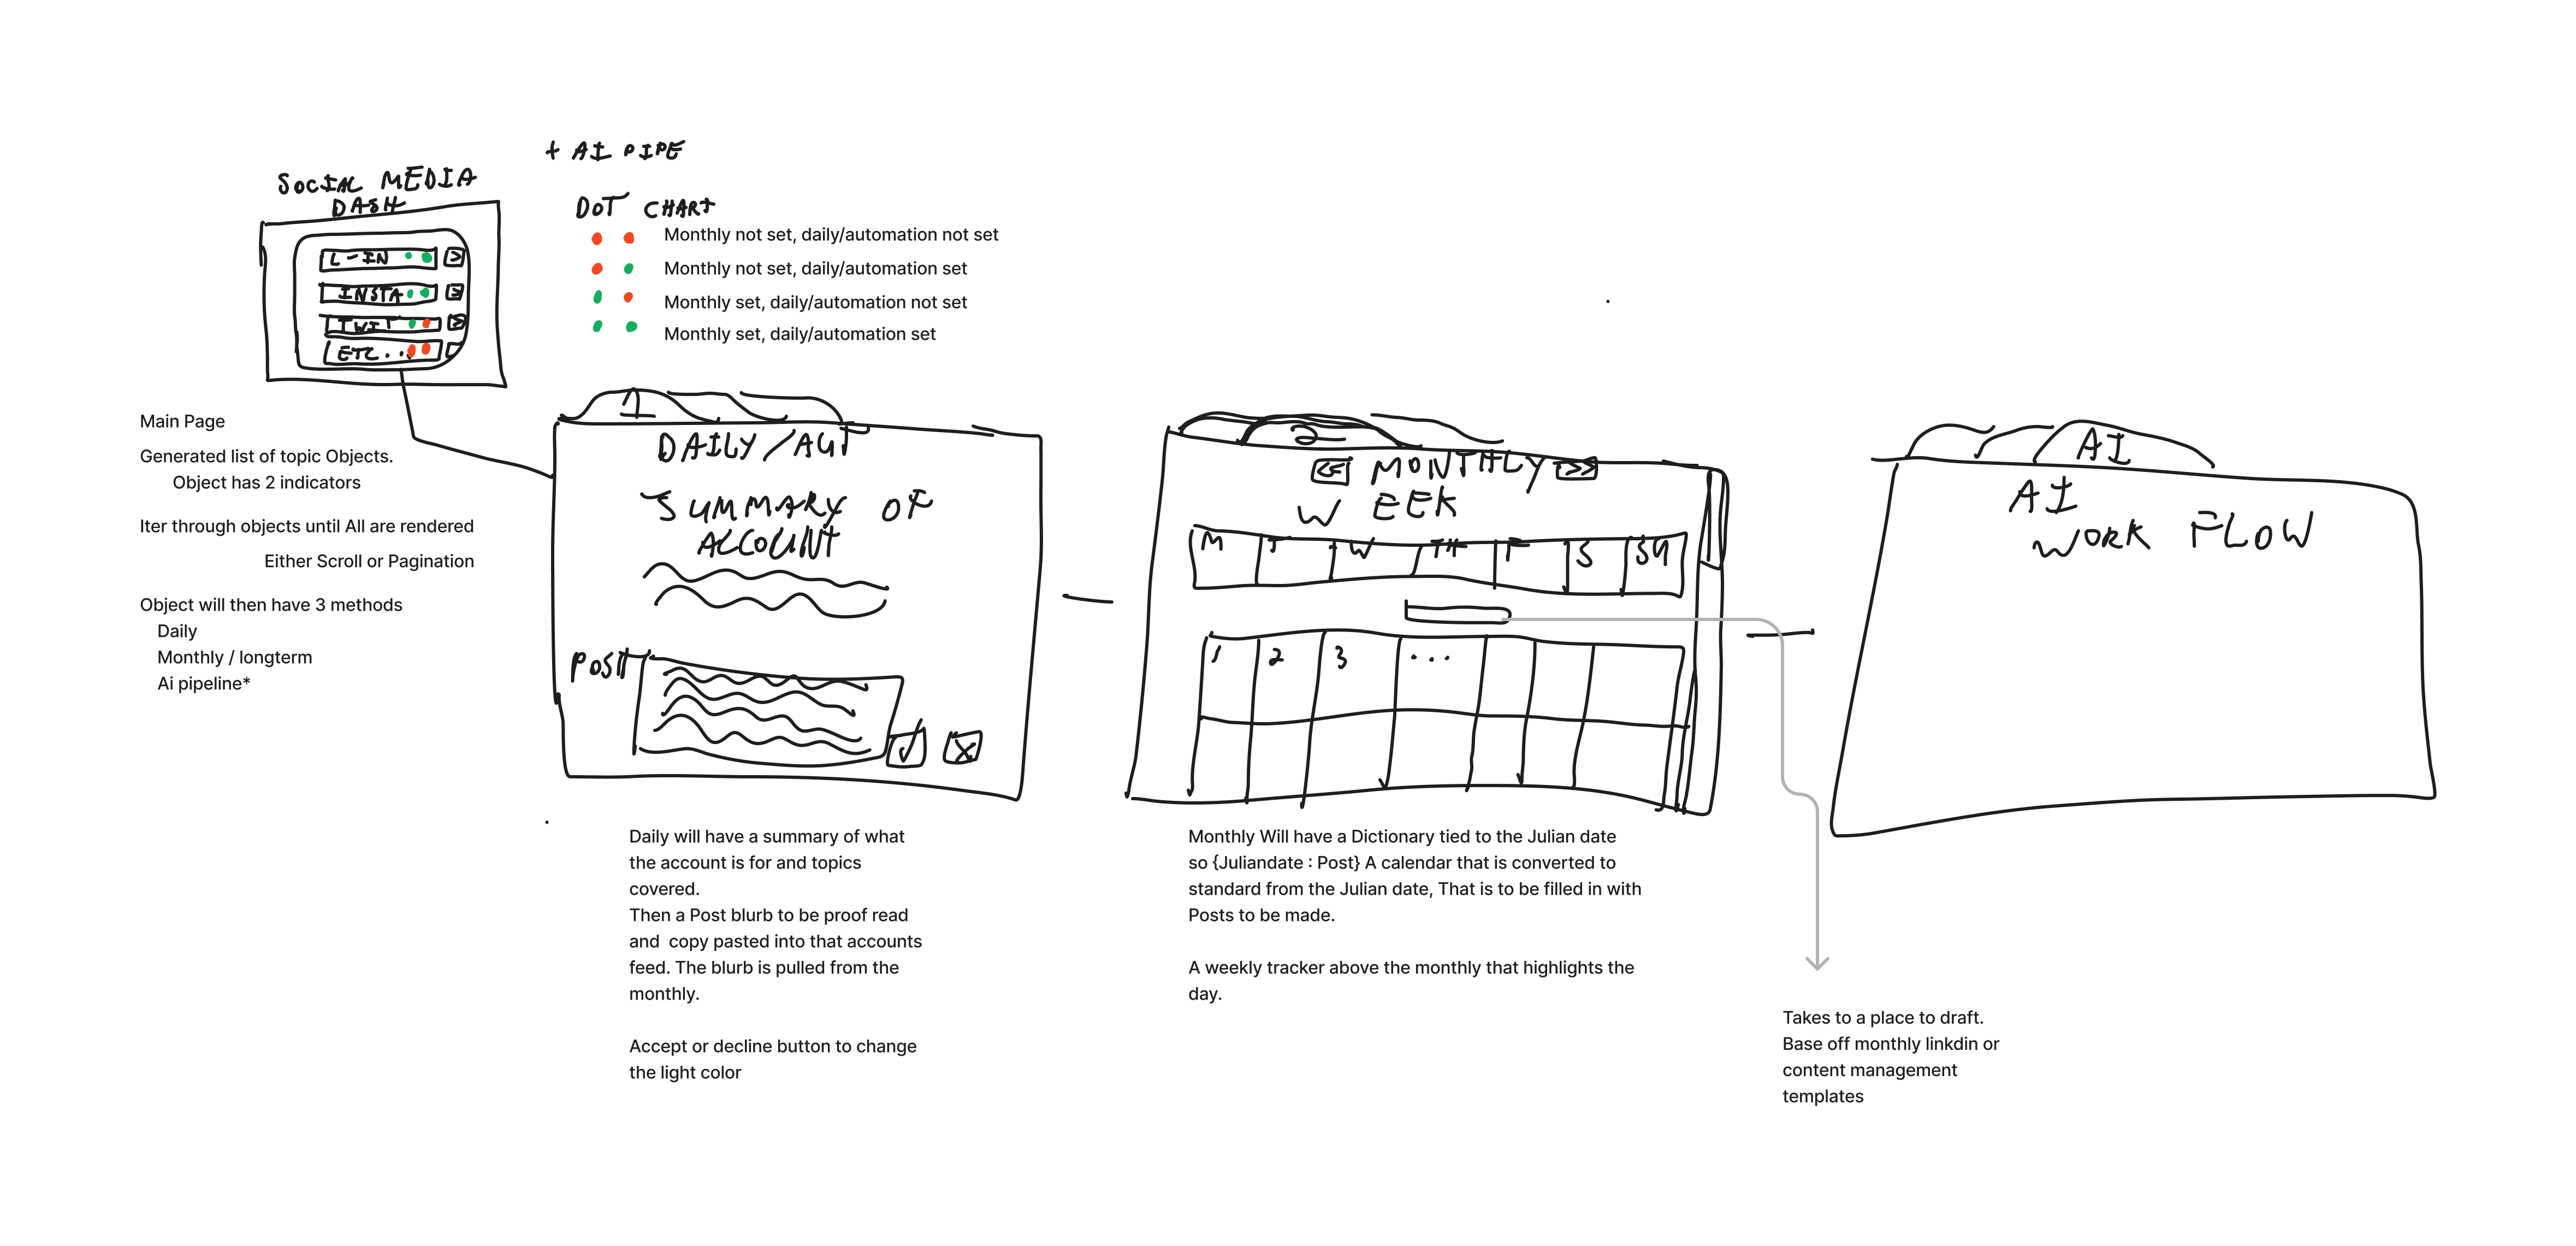 + AI PIPE
SOCIAL MEDIA
DASH
L-IN
>
INSTA
>
TWIT
>
ETC...
DOT CHART
Monthly not set, daily/automation not set
Monthly not set, daily/automation set
Monthly set, daily/automation not set
Monthly set, daily/automation set
Main Page
Generated list of topic Objects.
Object has 2 indicators
Iter through objects until All are rendered
Either Scroll or Pagination
Object will then have 3 methods
Daily
Monthly / longterm
Ai pipeline*
1
DAILY/AUT
SUMMARY OF
ACCOUNT
POST
Daily will have a summary of what
the account is for and topics
covered.
Then a Post blurb to be proof read
and copy pasted into that accounts
feed. The blurb is pulled from the
monthly.
Accept or decline button to change
the light color
2
<< MONTHLY >>
WEEK
M T W TH F S SU
1 2 3 ...
Monthly Will have a Dictionary tied to the Julian date
so {Juliandate : Post} A calendar that is converted to
standard from the Julian date, That is to be filled in with
Posts to be made.
A weekly tracker above the monthly that highlights the
day.
AI
AI
WORK FLOW
Takes to a place to draft.
Base off monthly linkdin or
content management
templates